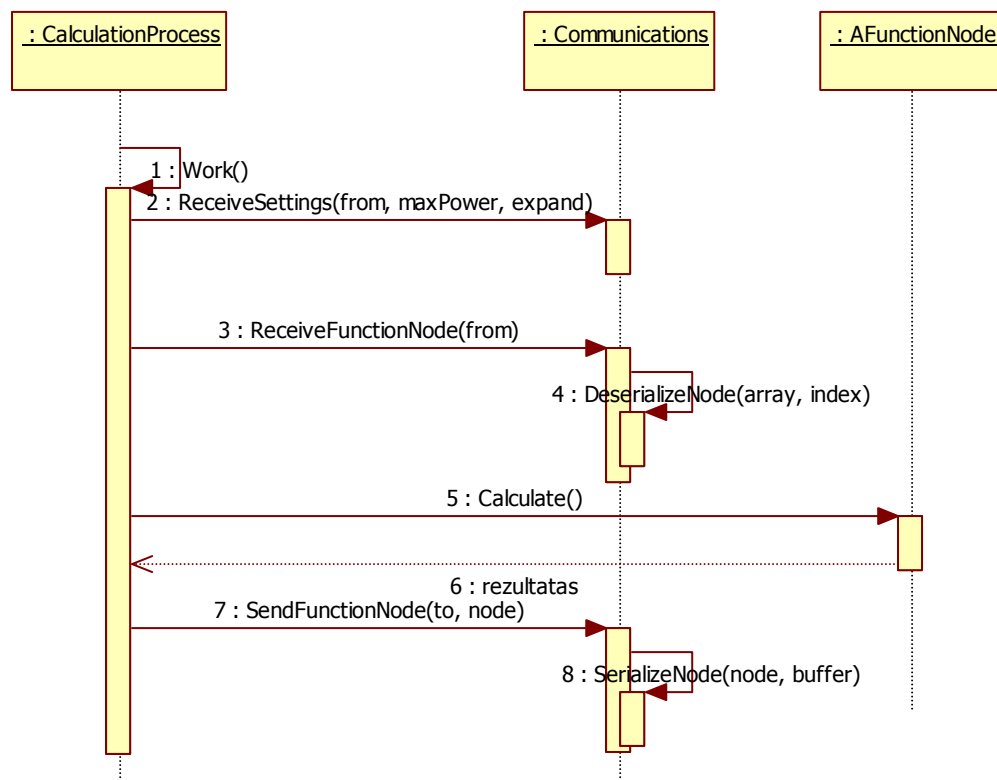 : CalculationProcess
: Communications
: AFunctionNode
1 : Work()
2 : ReceiveSettings(from, maxPower, expand)
3 : ReceiveFunctionNode(from)
4 : DeserializeNode(array, index)
5 : Calculate()
6 : rezultatas
7 : SendFunctionNode(to, node)
8 : SerializeNode(node, buffer)